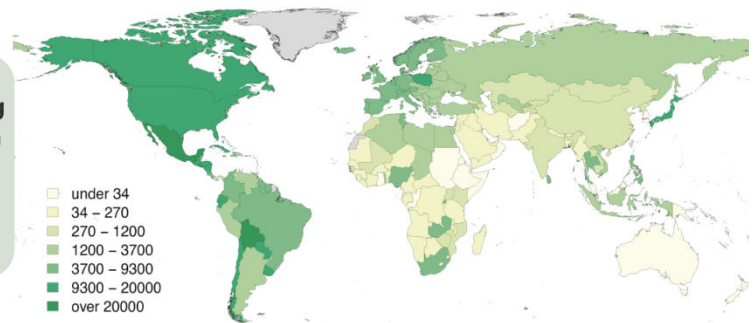 g
under 34
34 – 270
270 – 1200
1200 – 3700
3700 – 9300
9300 – 20000
over 20000